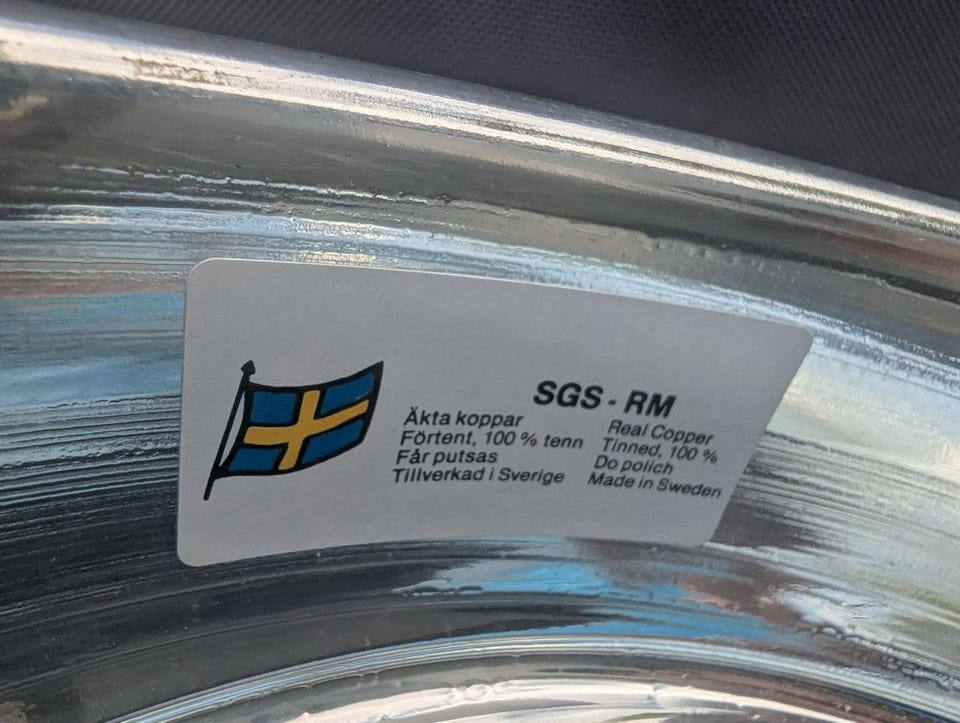 SGS - RM
Äkta koppar
Förtent, 100 % tenn
Får putsas
Tillverkad i Sverige
Real Copper
Tinned, 100 %
Do polich
Made in Sweden